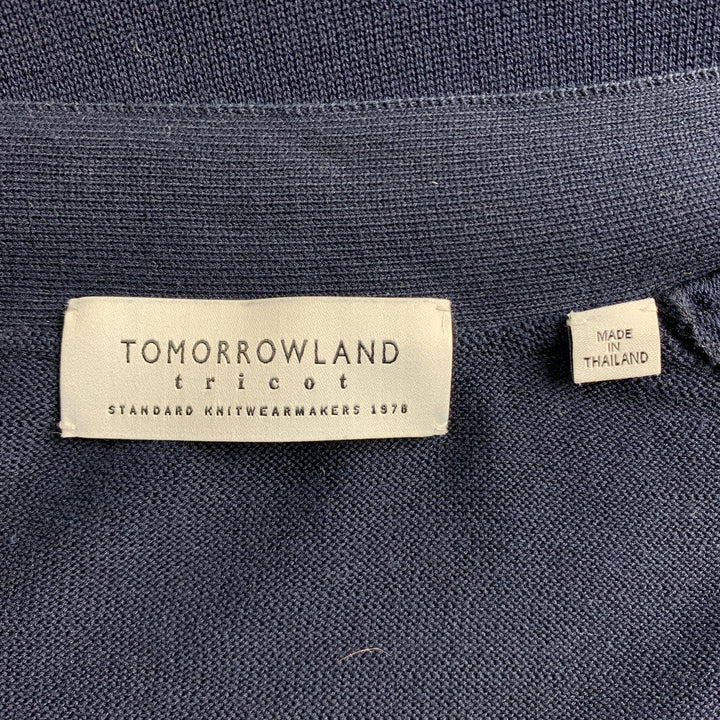 TOMORROWLAND
tricot
STANDARD KNITWEARMAKERS 1978
MADE
IN
THAILAND